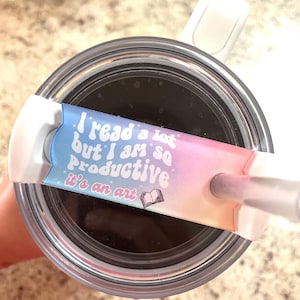 I read a lot
but I am so
productive
it's an art